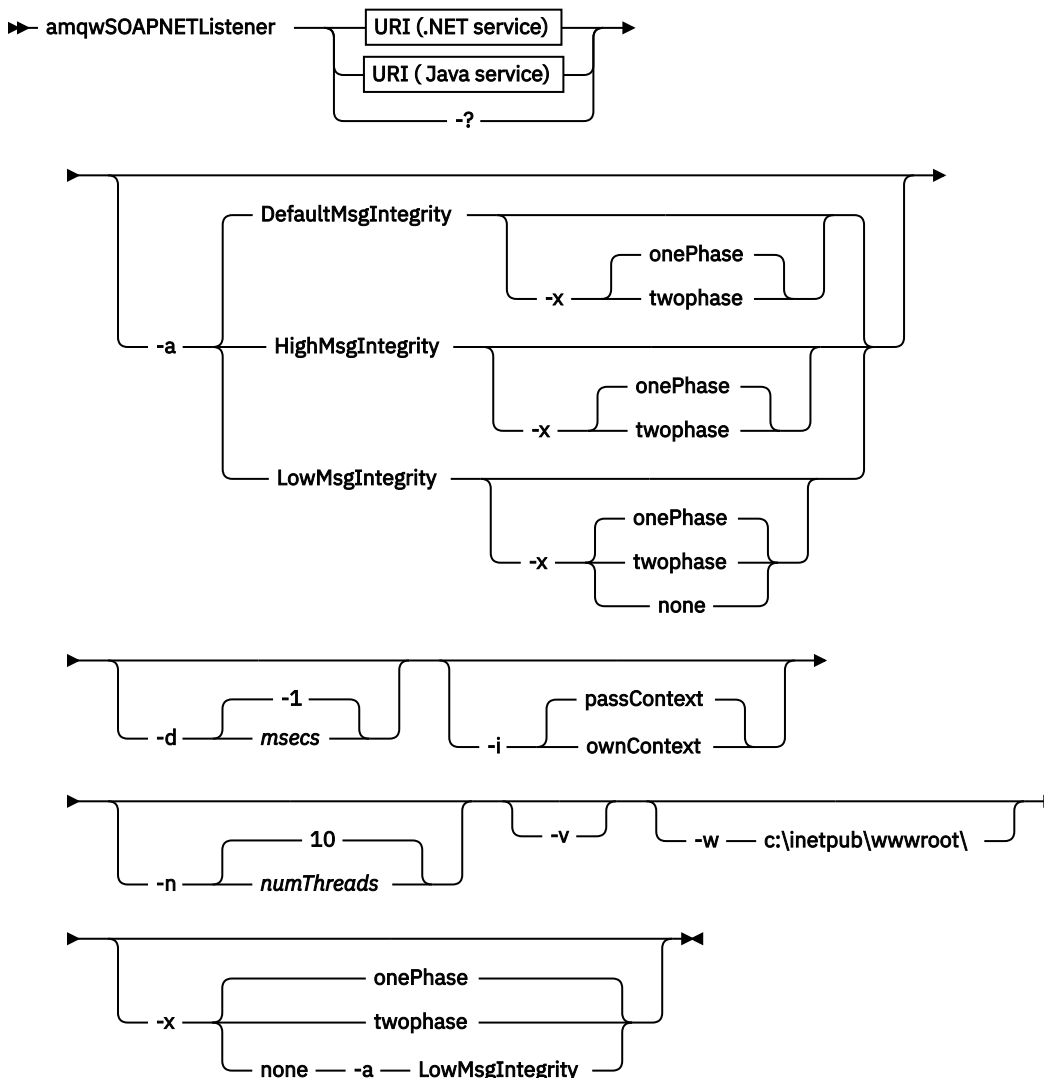 amqwSOAPNETListener URI (.NET service)
URI ( Java service)
-?
DefaultMsgIntegrity
onePhase
-x twophase
-a HighMsgIntegrity
onePhase
-x twophase
LowMsgIntegrity
onePhase
-x twophase
none
-1 passContext
-d msecs -i ownContext
10 -v -w c:\inetpub\wwwroot\
-n numThreads
onePhase
-x twophase
none -a LowMsgIntegrity